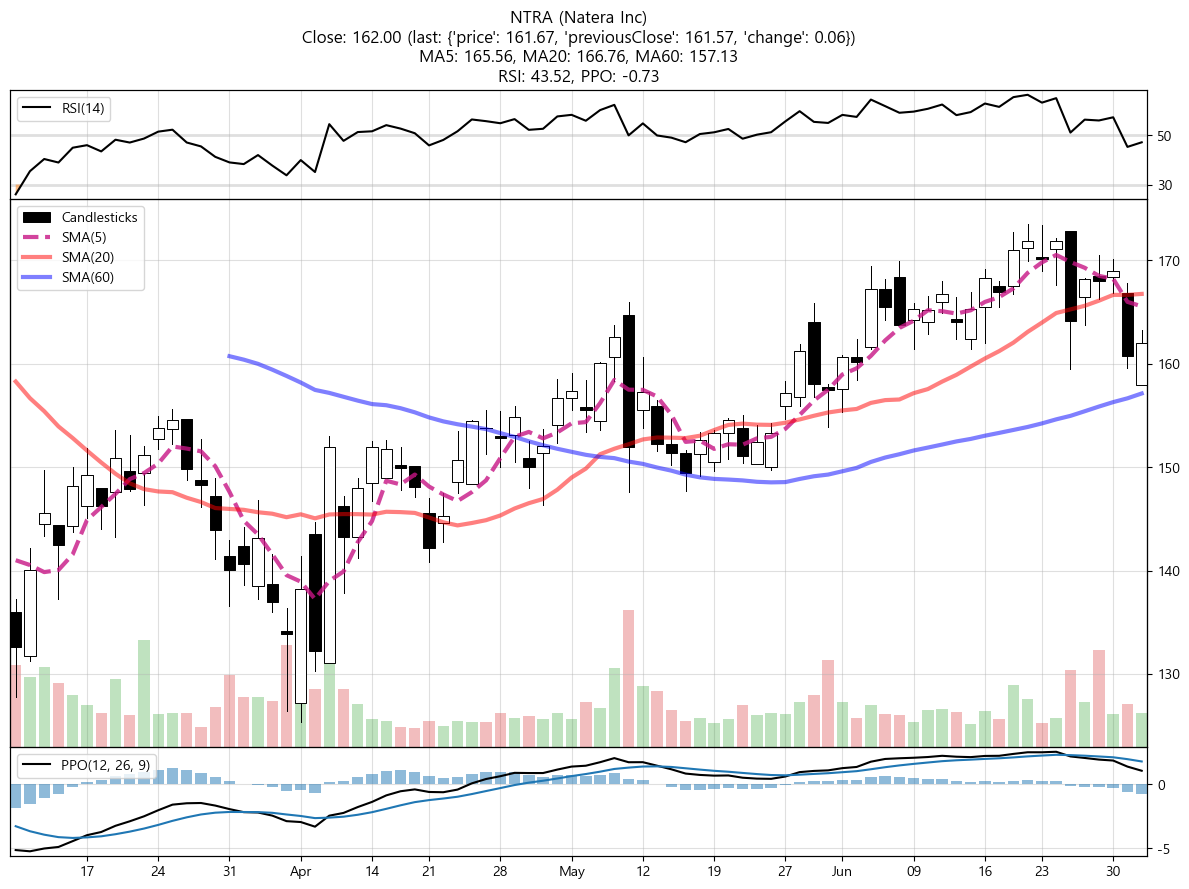 NTRA (Natera Inc)
Close: 162.00 (last: {'price': 161.67, 'previousClose': 161.57, 'change': 0.06})
MA5: 165.56, MA20: 166.76, MA60: 157.13
RSI: 43.52, PPO: -0.73
RSI(14)
50
30
Candlesticks
SMA(5)
SMA(20)
SMA(60)
170
160
150
140
130
PPO(12, 26, 9)
0
-5
17 24 31 Apr 14 21 28 May 12 19 27 Jun 09 16 23 30